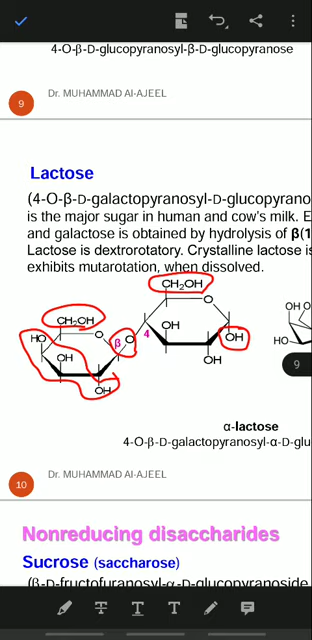 4-O-β-D-glucopyranosyl-β-D-glucopyranose
9
Dr. MUHAMMAD Al-AJEEL
Lactose
(4-O-β-D-galactopyranosyl-D-glucopyrano
is the major sugar in human and cow's milk. E
and galactose is obtained by hydrolysis of β(1
Lactose is dextrorotatory. Crystalline lactose is
exhibits mutarotation, when dissolved.
CH₂OH
O
OH
OH
OH
4
CH₂OH
HO
O
β
O
OH
OH
OH O
HO
9
α-lactose
4-O-β-D-galactopyranosyl-α-D-glu
10
Dr. MUHAMMAD Al-AJEEL
Nonreducing disaccharides
Sucrose (saccharose)
(β-D-fructofuranosyl-α-D-glucopyranoside
T
T
T